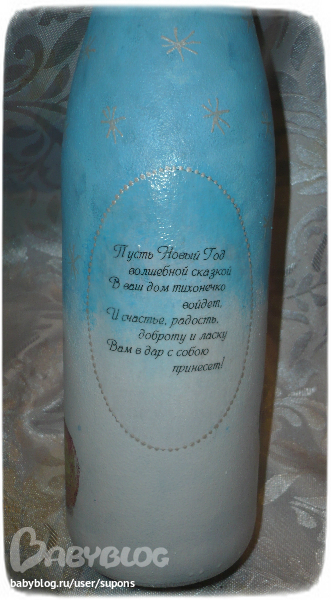 Пусть Новый Год
волшебной сказкой
В ваш дом тихонечко
войдет,
И счастье, радость,
доброту и ласку
Вам в дар с собою
принесет!
BABYBLOG
babyblog.ru/user/supons